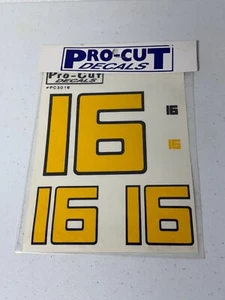 PRO-CUT
DECALS
PRO-CUT
DECALS
#PC3016
16
16
16
16 16